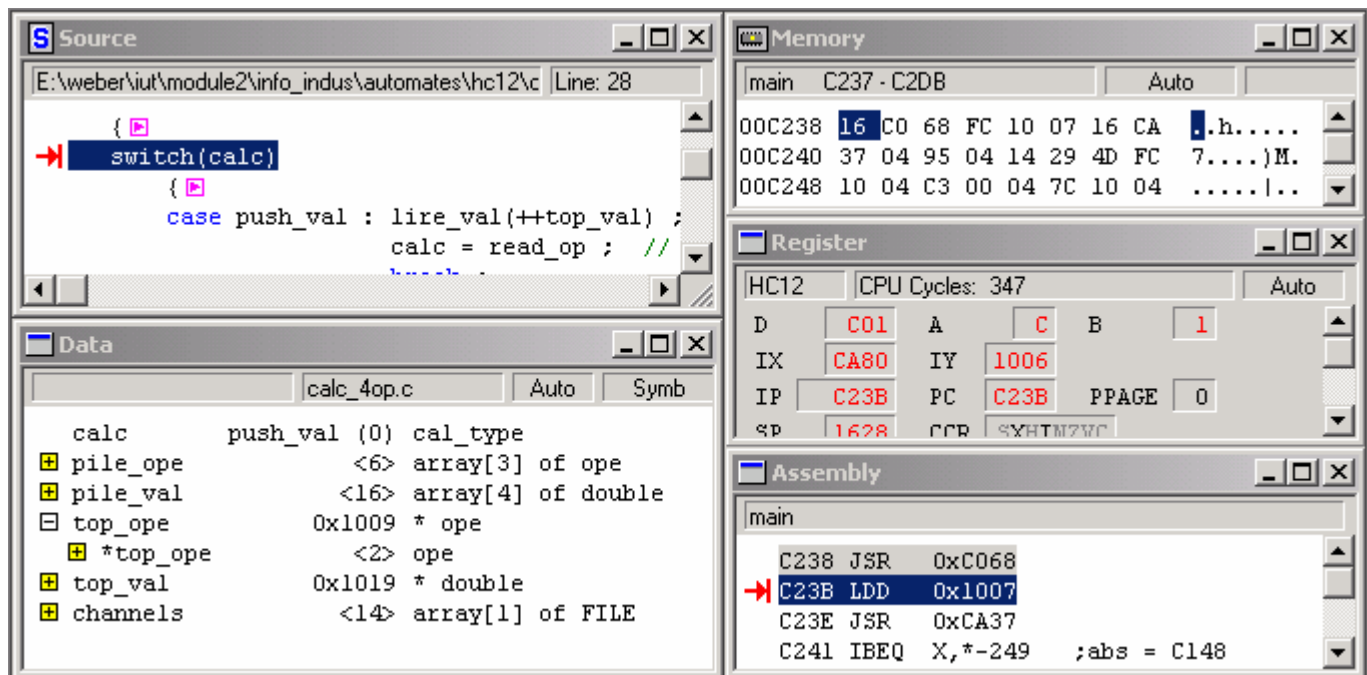 Source
E:\weber\iut\module2\info_indus\automates\hc12\c Line: 28
{
switch(calc)
{
case push_val : lire_val(++top_val) ;
calc = read_op ; //
Data
calc_4op.c Auto Symb
calc push_val (0) cal_type
pile_ope <6> array[3] of ope
pile_val <16> array[4] of double
top_ope 0x1009 * ope
*top_ope <2> ope
top_val 0x1019 * double
channels <14> array[1] of FILE
Memory
main C237 - C2DB Auto
00C238 16 C0 68 FC 10 07 16 CA ..h.....
00C240 37 04 95 04 14 29 4D FC 7....)M.
00C248 10 04 C3 00 04 7C 10 04 .....|..
Register
HC12 CPU Cycles: 347 Auto
D C01 A C B 1
IX CA80 IY 1006
IP C23B PC C23B PPAGE 0
SP 1628 CCR SXHINZVC
Assembly
main
C238 JSR 0xC068
C23B LDD 0x1007
C23E JSR 0xCA37
C241 IBEQ X,*-249 ;abs = C148